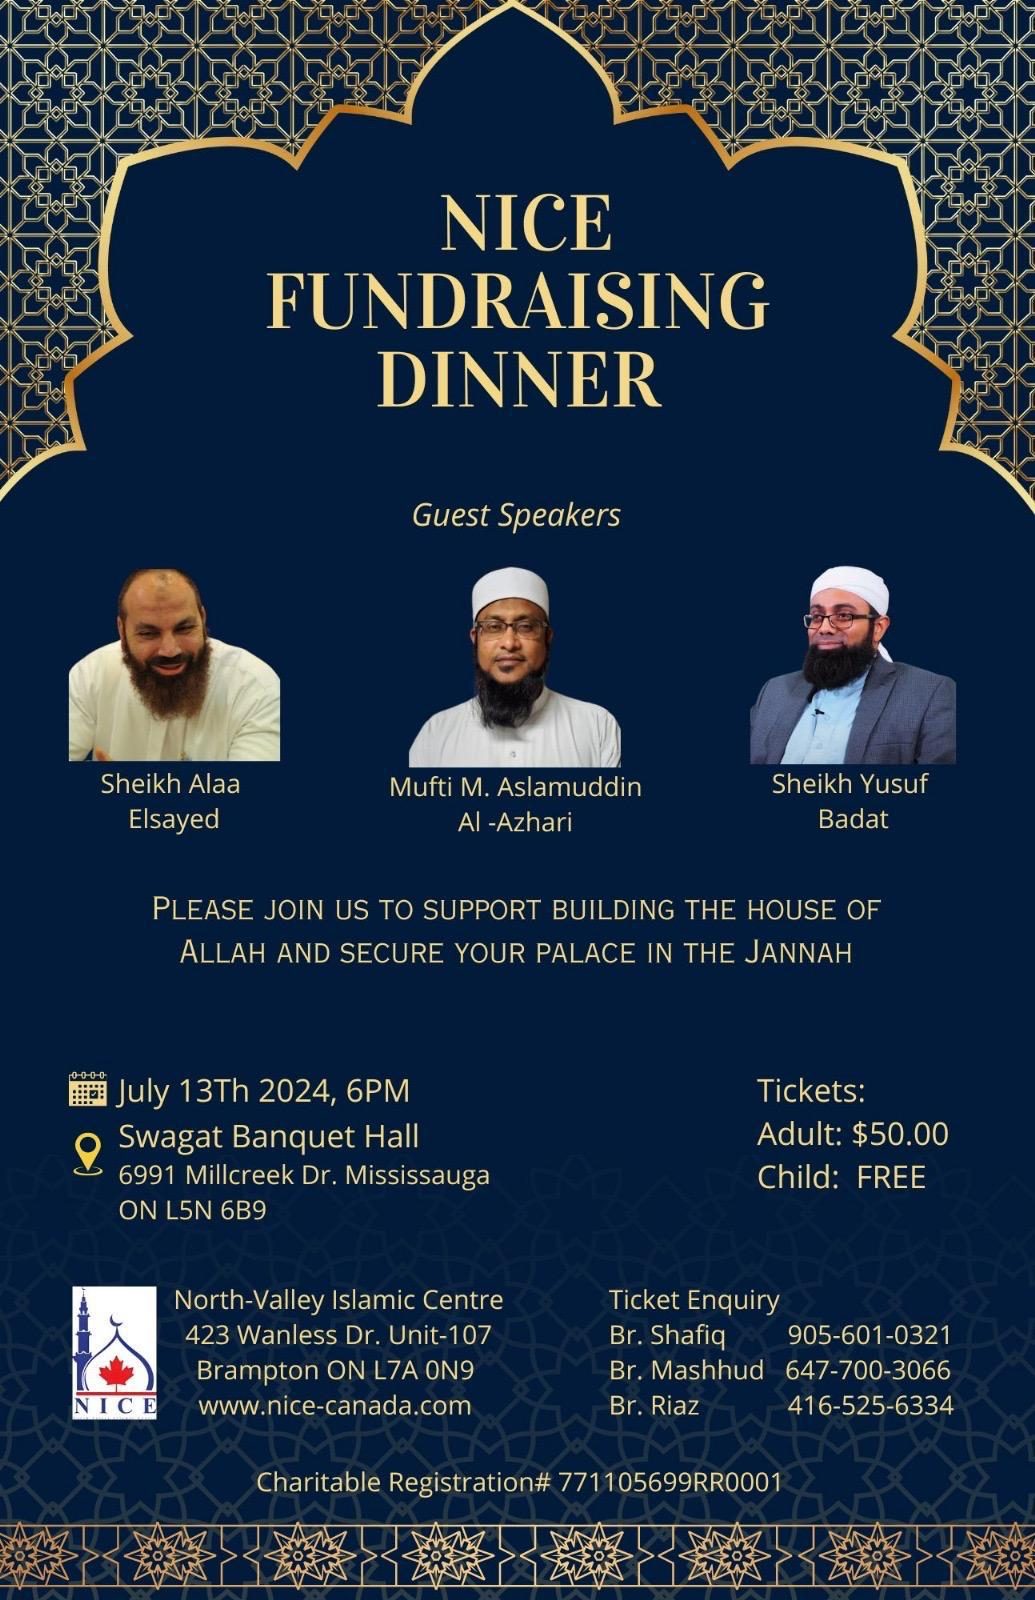 NICE
FUNDRAISING
DINNER
Guest Speakers
Sheikh Alaa
Elsayed
Mufti M. Aslamuddin
Al -Azhari
Sheikh Yusuf
Badat
PLEASE JOIN US TO SUPPORT BUILDING THE HOUSE OF
ALLAH AND SECURE YOUR PALACE IN THE JANNAH
July 13Th 2024, 6PM
Swagat Banquet Hall
6991 Millcreek Dr. Mississauga
ON L5N 6B9
Tickets:
Adult: $50.00
Child: FREE
NICE
North-Valley Islamic Centre
423 Wanless Dr. Unit-107
Brampton ON L7A 0N9
www.nice-canada.com
Ticket Enquiry
Br. Shafiq 905-601-0321
Br. Mashhud 647-700-3066
Br. Riaz 416-525-6334
Charitable Registration# 771105699RR0001